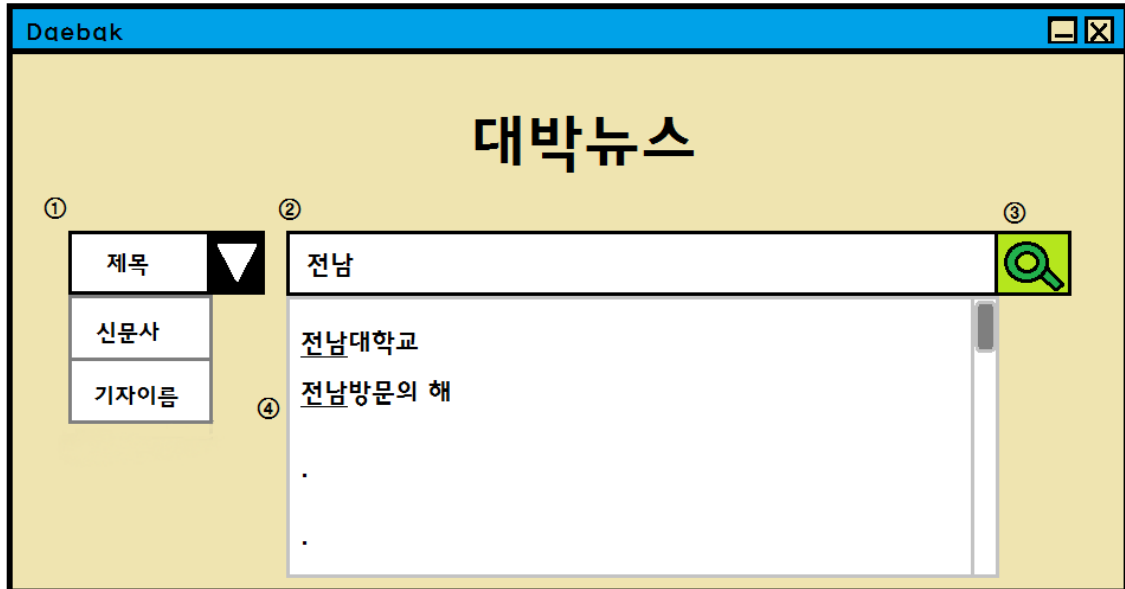 Daebak
대박뉴스
① ② ③
제목 전남
신문사
기자이름
④
전남대학교
전남방문의 해
.
.